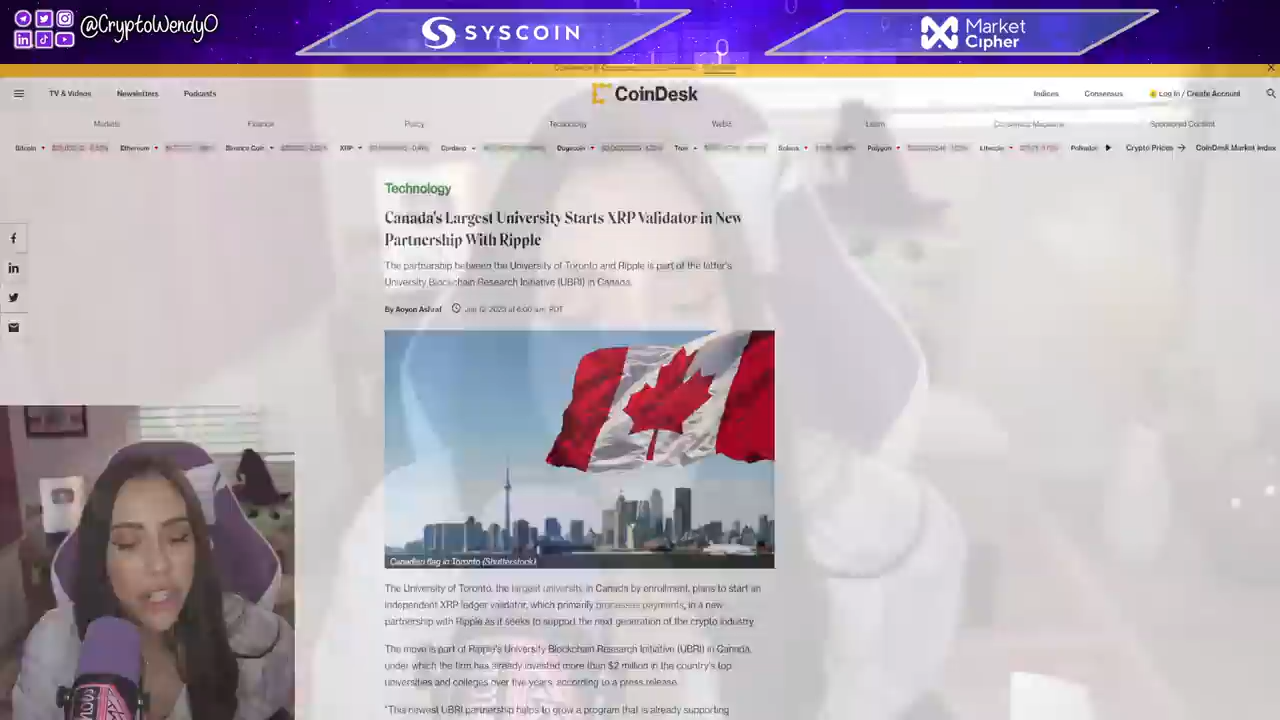 @CryptoWendyO
SYSCOIN
Market
Cipher
TV & Videos Newsletters Podcasts
CoinDesk
Indices Consensus Log In / Create Account
Markets Finance Policy Technology Web3 Learn Consensus Magazine Sponsored Content
Bitcoin Ethereum Binance Coin XRP Cardano Dogecoin Tron Solana Polygon Litecoin Polkadot Crypto Prices CoinDesk Market Index
Technology
Canada's Largest University Starts XRP Validator in New
Partnership With Ripple
The partnership between the University of Toronto and Ripple is part of the latter's
University Blockchain Research Initiative (UBRI) in Canada.
By Aoyon Ashraf Jan 12, 2023 at 6:00 a.m. PDT
Canadian flag in Toronto (Shutterstock)
The University of Toronto, the largest university in Canada by enrollment, plans to start an
independent XRP ledger validator, which primarily processes payments, in a new
partnership with Ripple as it seeks to support the next generation of the crypto industry.
The move is part of Ripple's University Blockchain Research Initiative (UBRI) in Canada,
under which the firm has already invested more than $2 million in the country's top
universities and colleges over five years, according to a press release.
"This newest UBRI partnership helps to grow a program that is already supporting